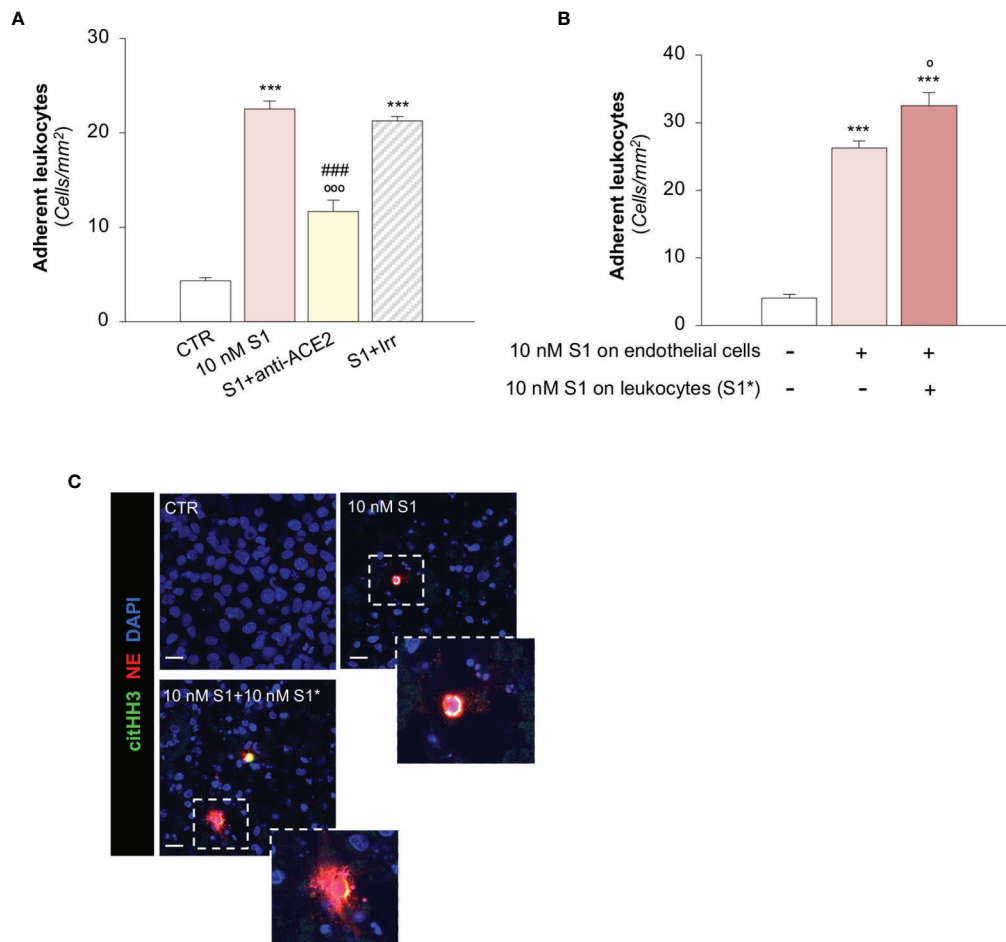 A
Adherent leukocytes
(Cells/mm²)
30
20
10
0
***
###
ooo
***
CTR
10 nM S1
S1+anti-ACE2
S1+Irr
B
Adherent leukocytes
(Cells/mm²)
40
30
20
10
0
***
o
***
10 nM S1 on endothelial cells - + +
10 nM S1 on leukocytes (S1*) - - +
C
citHH3 NE DAPI
CTR
10 nM S1
10 nM S1+10 nM S1*